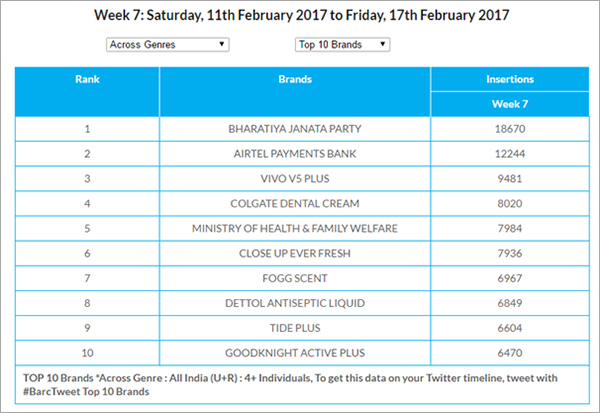 Week 7: Saturday, 11th February 2017 to Friday, 17th February 2017
Across Genres Top 10 Brands
Rank Brands Insertions
Week 7
1 BHARATIYA JANATA PARTY 18670
2 AIRTEL PAYMENTS BANK 12244
3 VIVO V5 PLUS 9481
4 COLGATE DENTAL CREAM 8020
5 MINISTRY OF HEALTH & FAMILY WELFARE 7984
6 CLOSE UP EVER FRESH 7936
7 FOGG SCENT 6967
8 DETTOL ANTISEPTIC LIQUID 6849
9 TIDE PLUS 6604
10 GOODKNIGHT ACTIVE PLUS 6470
TOP 10 Brands *Across Genre : All India (U+R) : 4+ Individuals, To get this data on your Twitter timeline, tweet with
#BarcTweet Top 10 Brands